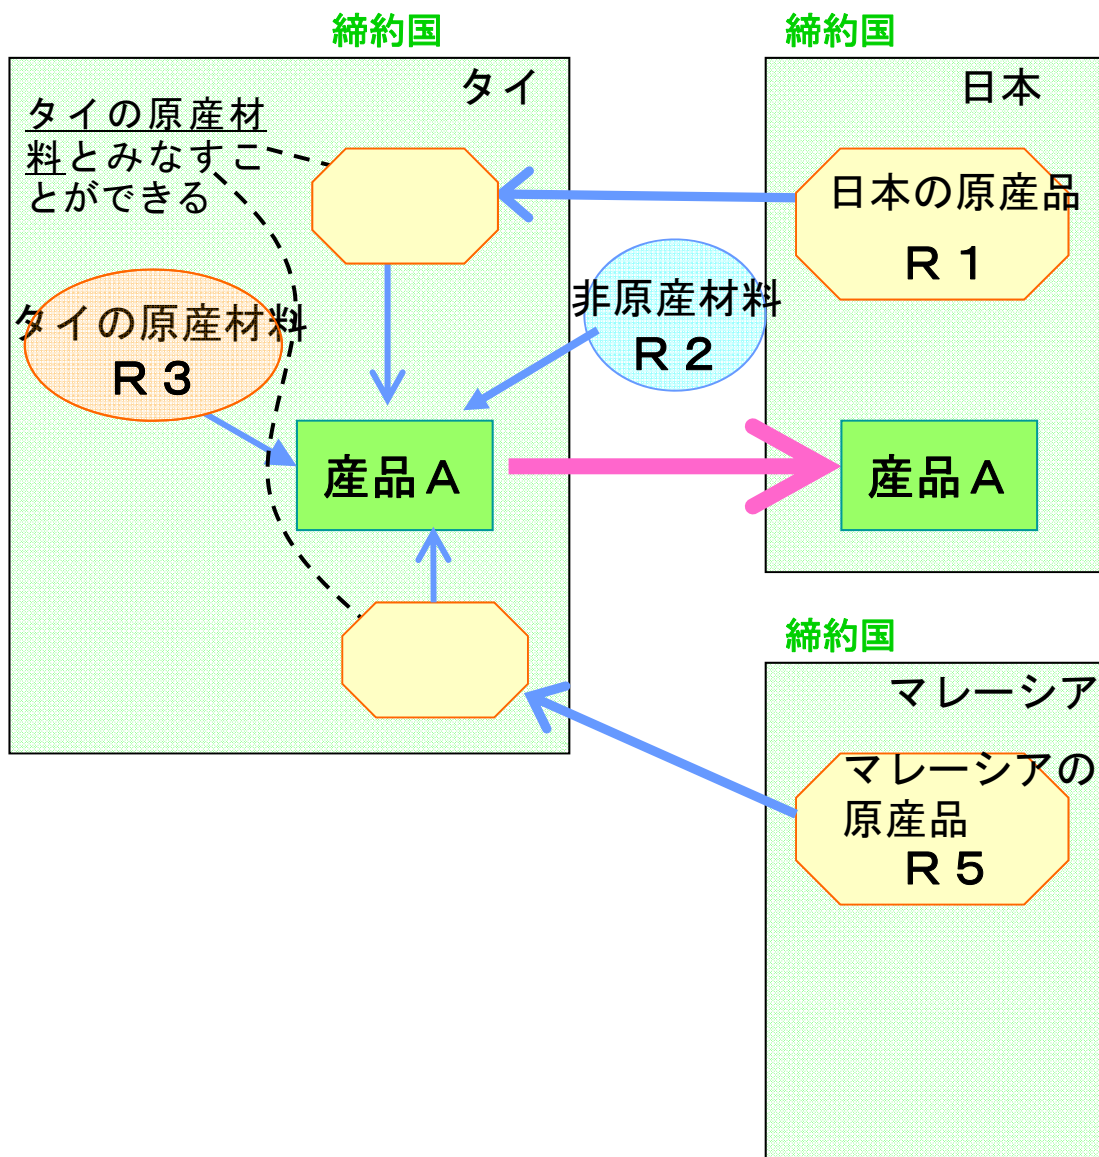 締約国
タイ
タイの原産材
料とみなすこ
とができる
タイの原産材料
Ｒ３
非原産材料
Ｒ２
産品Ａ
締約国
日本
日本の原産品
Ｒ１
産品Ａ
締約国
マレーシア
マレーシアの
原産品
Ｒ５